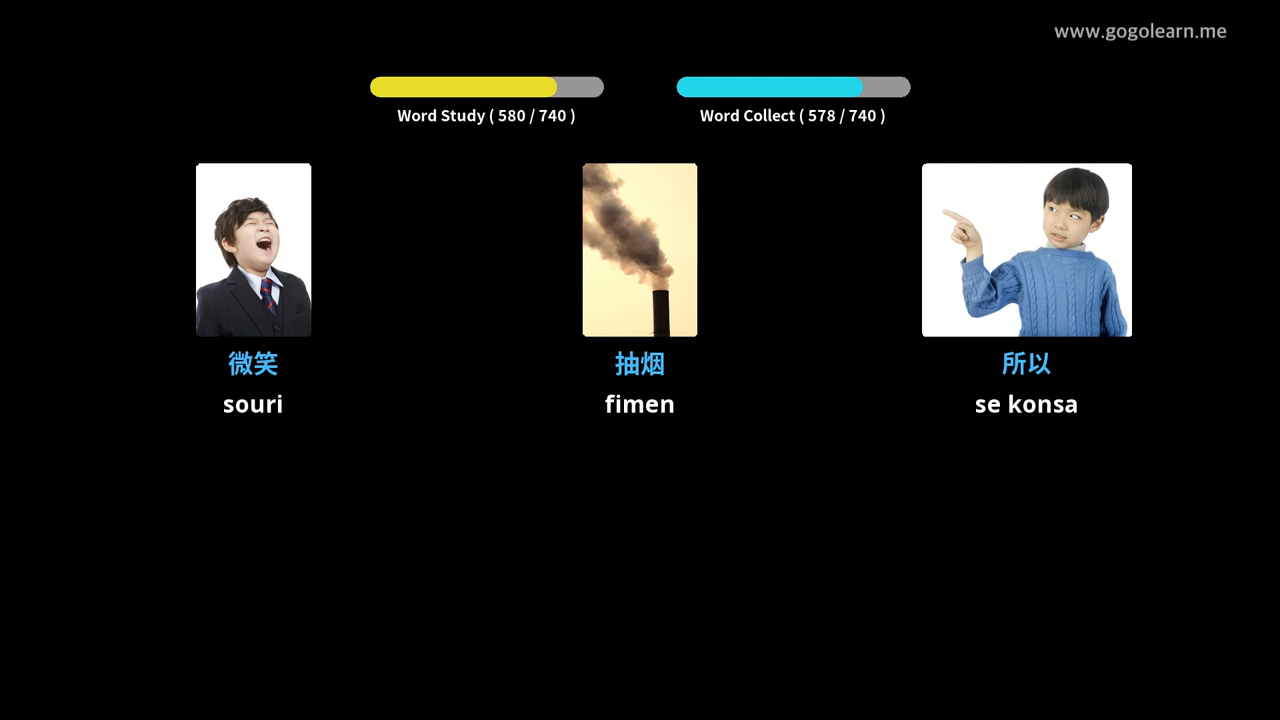 www.gogolearn.me
Word Study ( 580 / 740 )
Word Collect ( 578 / 740 )
微笑
抽烟
所以
souri
fimen
se konsa